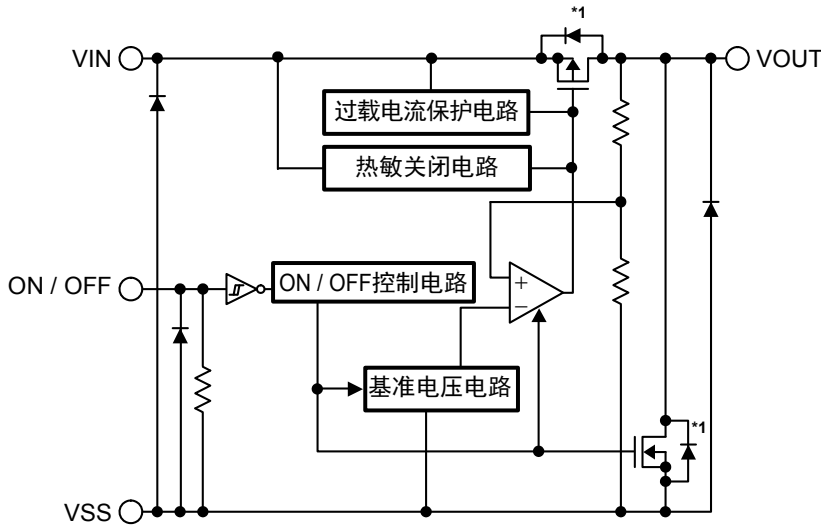 *1
VIN
VOUT
过载电流保护电路
热敏关闭电路
ON / OFF
ON / OFF控制电路
+
−
基准电压电路
*1
VSS